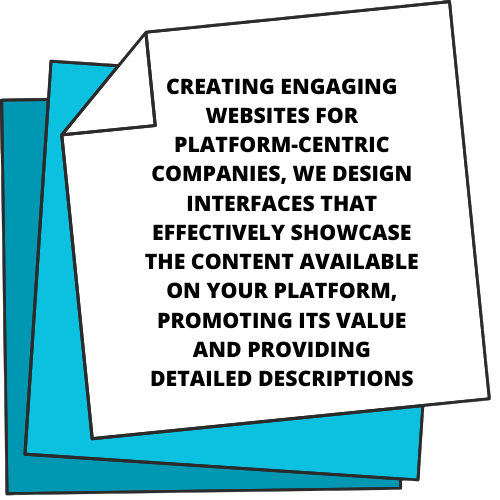 CREATING ENGAGING
WEBSITES FOR
PLATFORM-CENTRIC
COMPANIES, WE DESIGN
INTERFACES THAT
EFFECTIVELY SHOWCASE
THE CONTENT AVAILABLE
ON YOUR PLATFORM,
PROMOTING ITS VALUE
AND PROVIDING
DETAILED DESCRIPTIONS